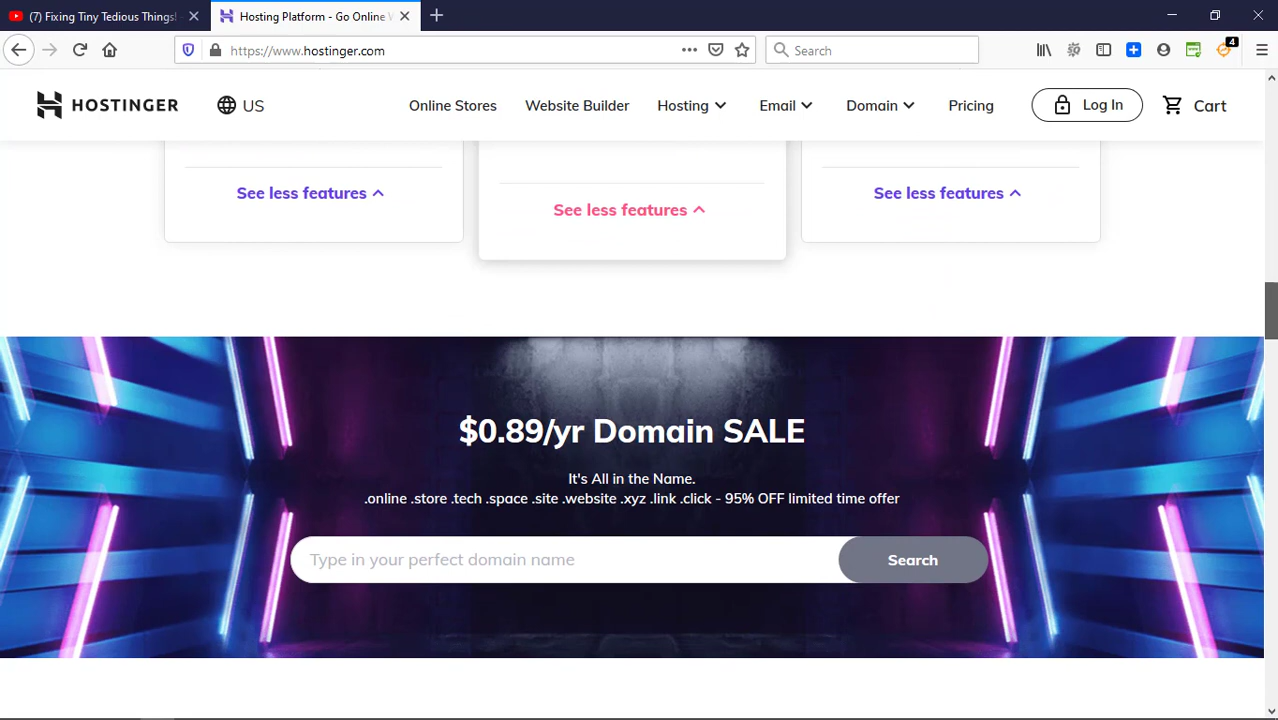 (7) Fixing Tiny Tedious Things!
Hosting Platform - Go Online W
https://www.hostinger.com
Search
4
HOSTINGER
US
Online Stores
Website Builder
Hosting
Email
Domain
Pricing
Log In
Cart
See less features
See less features
See less features
$0.89/yr Domain SALE
It's All in the Name.
.online .store .tech .space .site .website .xyz .link .click - 95% OFF limited time offer
Type in your perfect domain name
Search